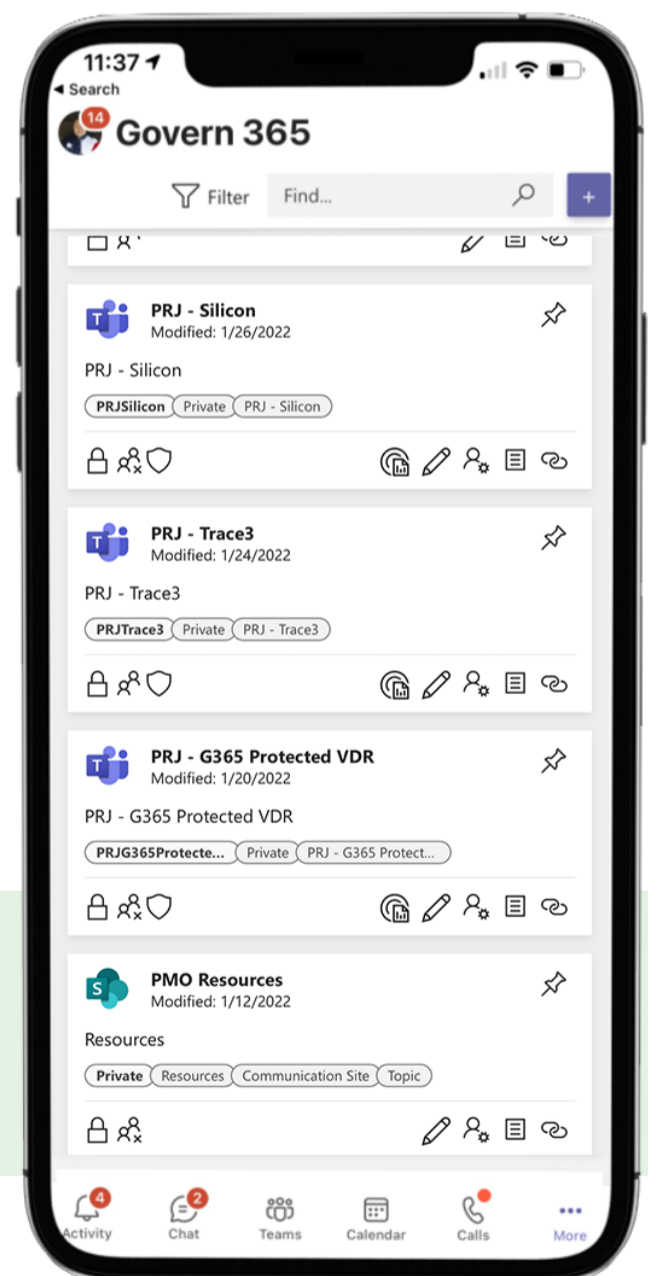 11:37
◄ Search
14
Govern 365
Filter
Find...
+
T
PRJ - Silicon
Modified: 1/26/2022
PRJ - Silicon
PRJSilicon Private PRJ - Silicon
T
PRJ - Trace3
Modified: 1/24/2022
PRJ - Trace3
PRJTrace3 Private PRJ - Trace3
T
PRJ - G365 Protected VDR
Modified: 1/20/2022
PRJ - G365 Protected VDR
PRJG365Protecte... Private PRJ - G365 Protect...
S
PMO Resources
Modified: 1/12/2022
Resources
Private Resources Communication Site Topic
4 2
Activity Chat Teams Calendar Calls More